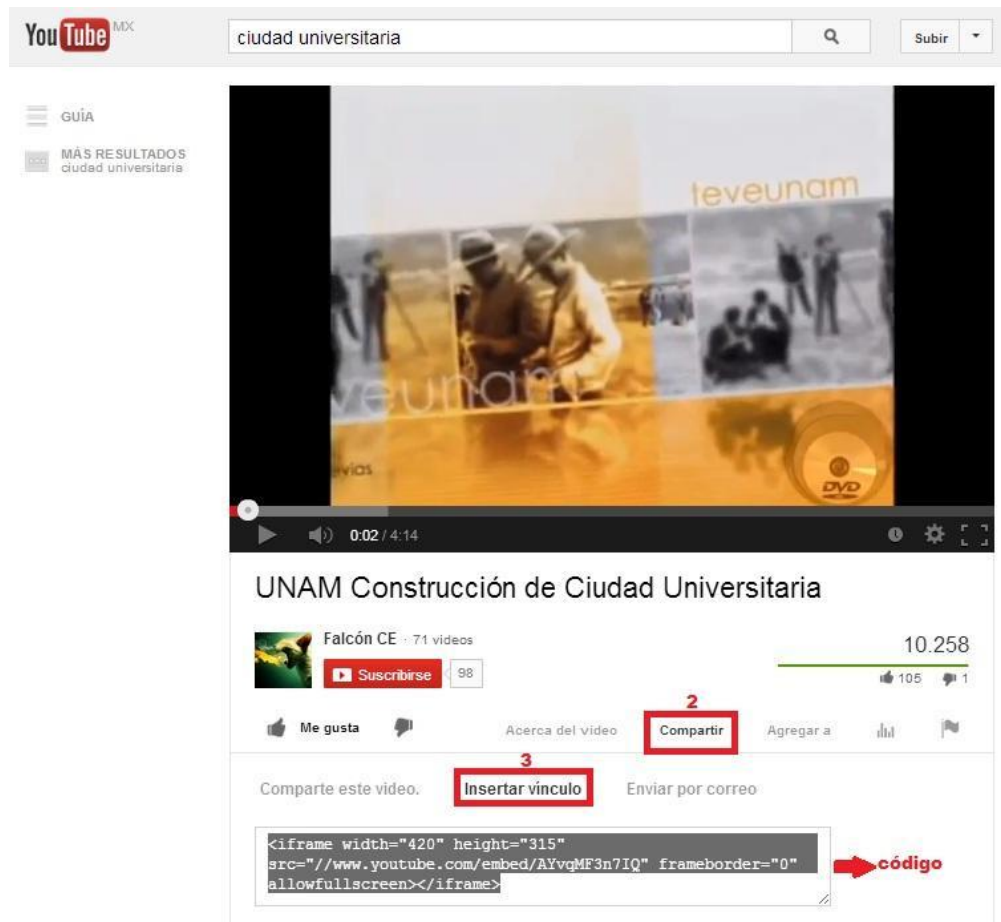 You Tube MX
ciudad universitaria
Subir
GUÍA
MÁS RESULTADOS
ciudad universitaria
teveunam
veunam
vias
DVD
0:02 / 4:14
UNAM Construcción de Ciudad Universitaria
Falcón CE · 71 videos
10.258
Suscribirse 98
105 1
2
Me gusta Acerca del video Compartir Agregar a
3
Comparte este video. Insertar vínculo Enviar por correo
<iframe width="420" height="315"
src="//www.youtube.com/embed/AYvqMF3n7IQ" frameborder="0"
allowfullscreen></iframe>
código